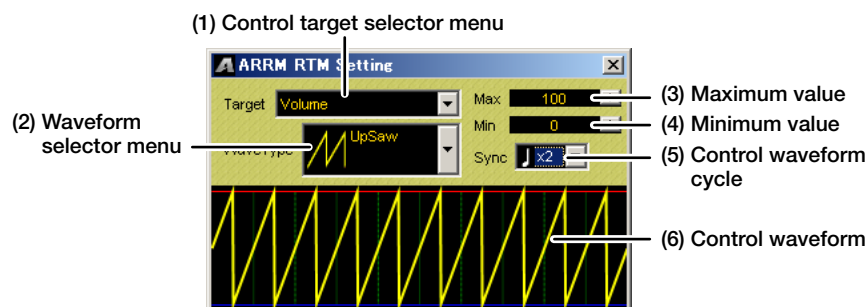 (1) Control target selector menu
ARRM RTM Setting
Target Volume
Max 100
(3) Maximum value
(2) Waveform
selector menu
WaveType UpSaw
Min 0
(4) Minimum value
Sync x2
(5) Control waveform
cycle
(6) Control waveform